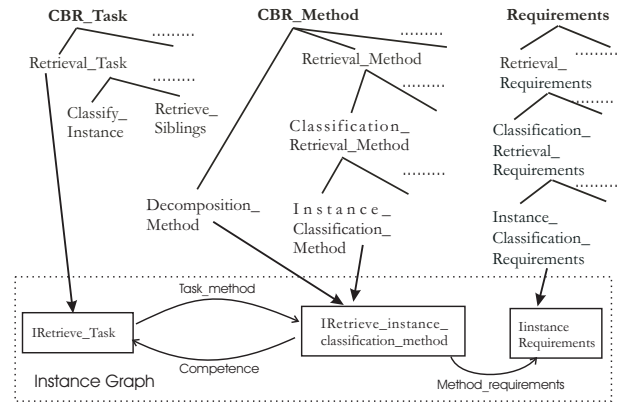 CBR_Task
CBR_Method
Requirements
Retrieval_Task
Retrieval_Method
Retrieval_
Requirements
Classify_
Instance
Retrieve_
Siblings
Classification_
Retrieval_Method
Classification_
Retrieval_
Requirements
Decomposition_
Method
Instance_
Classification_
Method
Instance_
Classification_
Requirements
Task_method
IRetrieve_Task
IRetrieve_instance_
classification_method)
Iinstance
Requirements)
Competence
Instance Graph
Method_requirements